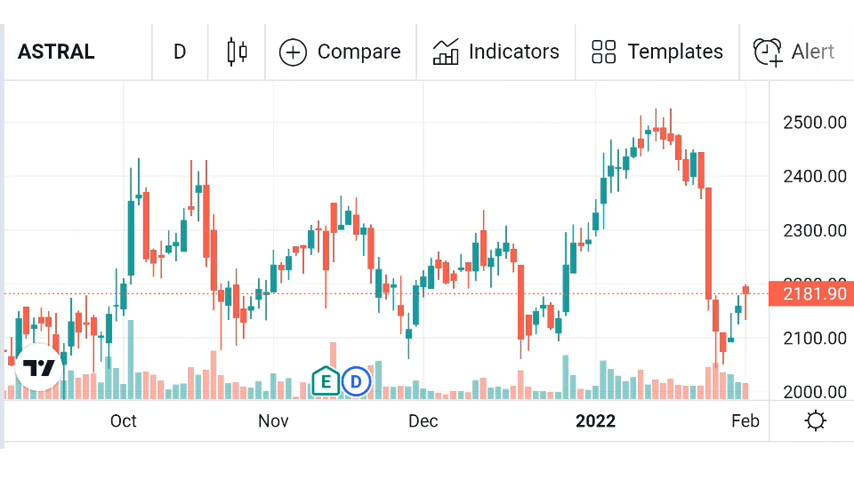 ASTRAL D Compare Indicators Templates Alert
2500.00
2400.00
2300.00
2181.90
2100.00
2000.00
E D
Oct Nov Dec 2022 Feb